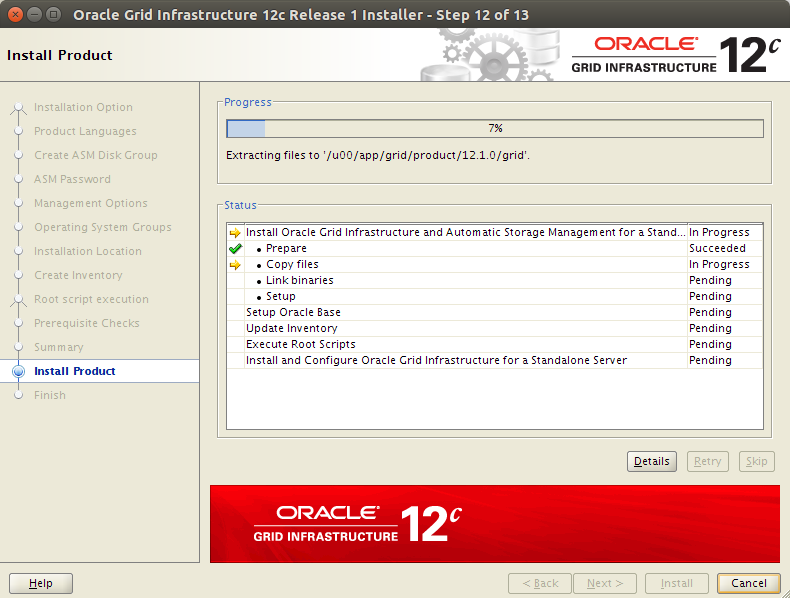 Oracle Grid Infrastructure 12c Release 1 Installer - Step 12 of 13
Install Product
ORACLE®
GRID INFRASTRUCTURE 12c
Installation Option
Product Languages
Create ASM Disk Group
ASM Password
Management Options
Operating System Groups
Installation Location
Create Inventory
Root script execution
Prerequisite Checks
Summary
Install Product
Finish
Progress
7%
Extracting files to '/u00/app/grid/product/12.1.0/grid'.
Status
Install Oracle Grid Infrastructure and Automatic Storage Management for a Stand... In Progress
• Prepare Succeeded
• Copy files In Progress
• Link binaries Pending
• Setup Pending
Setup Oracle Base Pending
Update Inventory Pending
Execute Root Scripts Pending
Install and Configure Oracle Grid Infrastructure for a Standalone Server Pending
Details Retry Skip
ORACLE®
GRID INFRASTRUCTURE 12c
Help < Back Next > Install Cancel